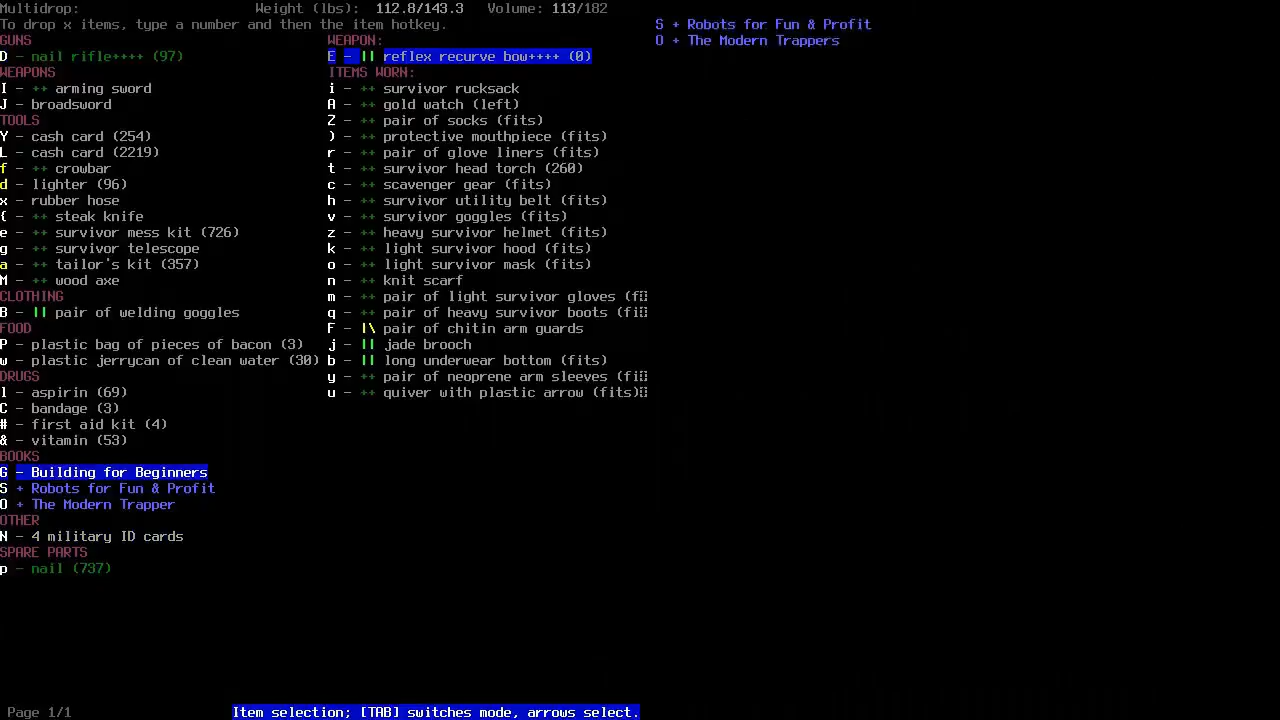 Multidrop: Weight (lbs): 112.8/143.3 Volume: 113/182
To drop x items, type a number and then the item hotkey.
GUNS
D - nail rifle++++ (97)
WEAPONS
I - ++ arming sword
J - broadsword
TOOLS
Y - cash card (254)
L - cash card (2219)
f - ++ crowbar
d - lighter (96)
x - rubber hose
{ - ++ steak knife
e - ++ survivor mess kit (726)
g - ++ survivor telescope
a - ++ tailor's kit (357)
M - ++ wood axe
CLOTHING
B - || pair of welding goggles
FOOD
P - plastic bag of pieces of bacon (3)
w - plastic jerrycan of clean water (30)
DRUGS
l - aspirin (69)
C - bandage (3)
# - first aid kit (4)
& - vitamin (53)
BOOKS
G - Building for Beginners
S + Robots for Fun & Profit
O + The Modern Trapper
OTHER
N - 4 military ID cards
SPARE PARTS
p - nail (737)
WEAPON:
E - || reflex recurve bow++++ (0)
ITEMS WORN:
i - ++ survivor rucksack
A - ++ gold watch (left)
Z - ++ pair of socks (fits)
) - ++ protective mouthpiece (fits)
r - ++ pair of glove liners (fits)
t - ++ survivor head torch (260)
c - ++ scavenger gear (fits)
h - ++ survivor utility belt (fits)
v - ++ survivor goggles (fits)
z - ++ heavy survivor helmet (fits)
k - ++ light survivor hood (fits)
o - ++ light survivor mask (fits)
n - ++ knit scarf
m - ++ pair of light survivor gloves (f
q - ++ pair of heavy survivor boots (fi
F - |\ pair of chitin arm guards
j - || jade brooch
b - || long underwear bottom (fits)
y - ++ pair of neoprene arm sleeves (fi
u - ++ quiver with plastic arrow (fits)
S + Robots for Fun & Profit
O + The Modern Trappers
Page 1/1 Item selection; [TAB] switches mode, arrows select.